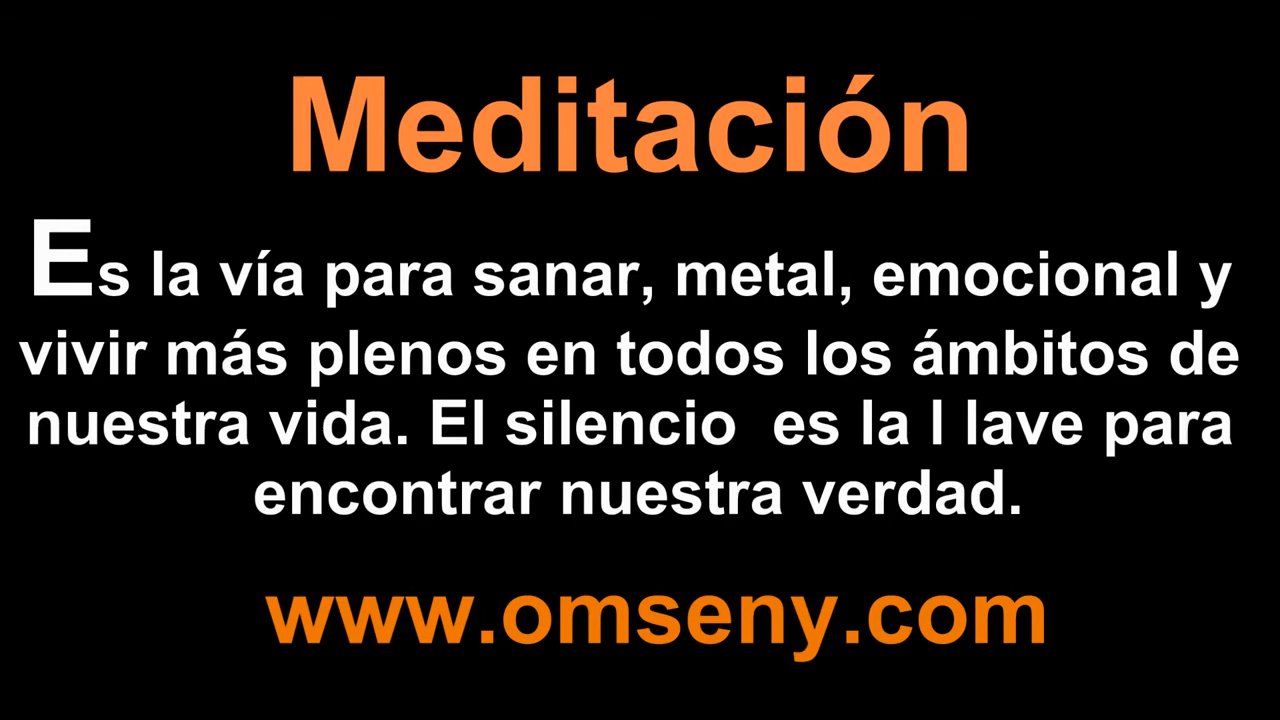 Meditación
Es la vía para sanar, metal, emocional y
vivir más plenos en todos los ámbitos de
nuestra vida. El silencio  es la l lave para
encontrar nuestra verdad.
www.omseny.com